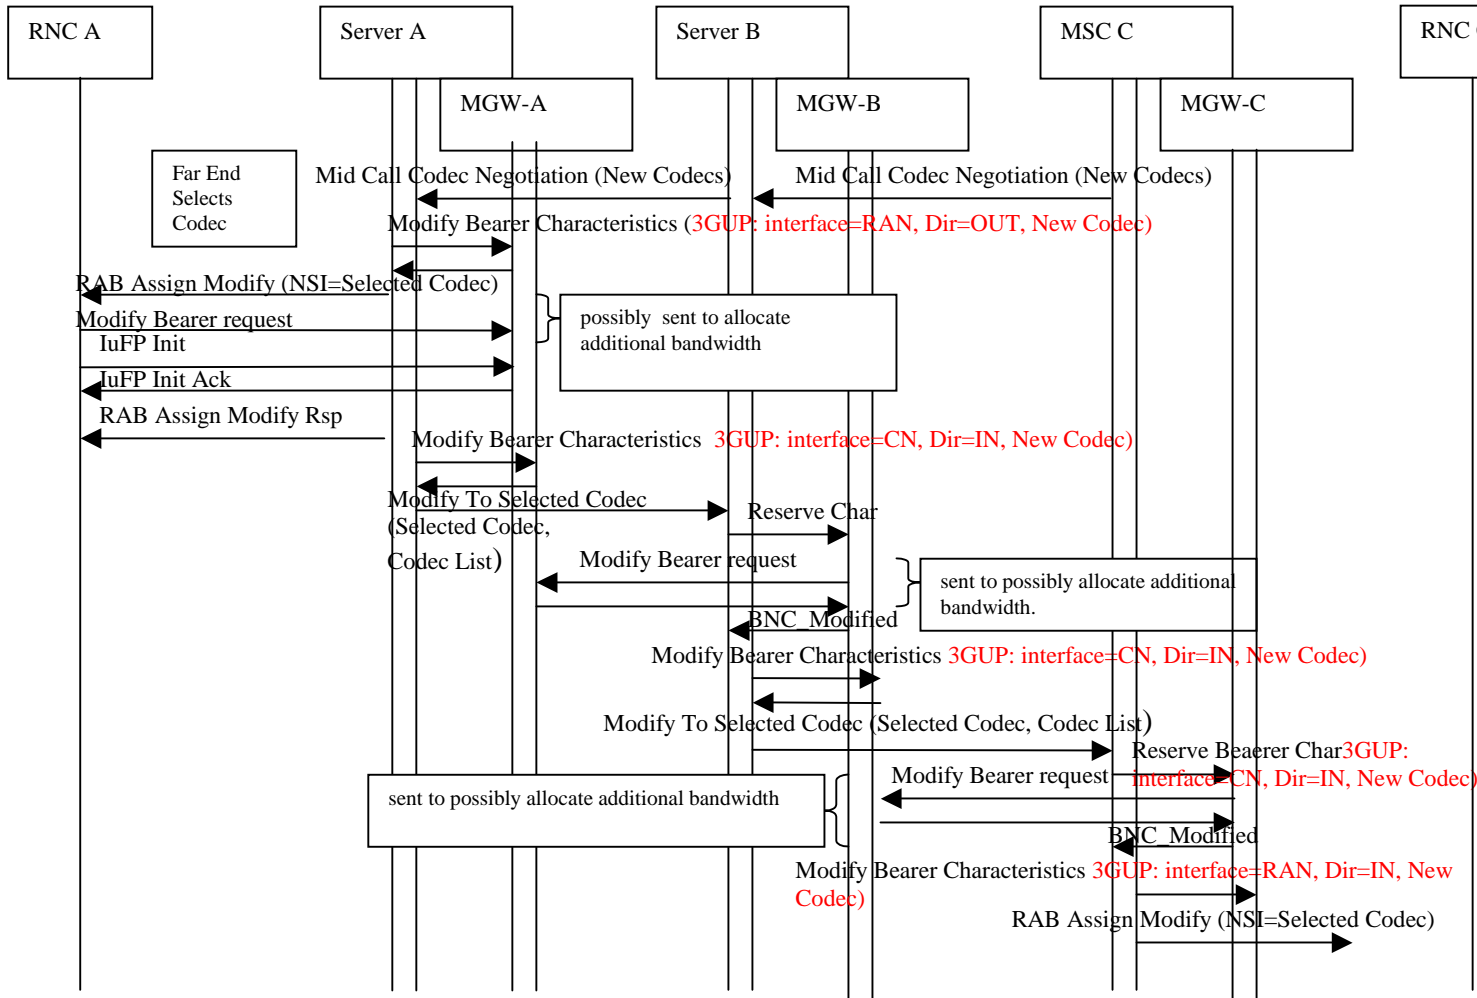 RNC A
Server A
Server B
MSC C
RNC
MGW-A
MGW-B
MGW-C
Far End
Selects
Codec
Mid Call Codec Negotiation (New Codecs)
Mid Call Codec Negotiation (New Codecs)
Modify Bearer Characteristics (3GUP: interface=RAN, Dir=OUT, New Codec)
RAB Assign Modify (NSI=Selected Codec)
Modify Bearer request
possibly sent to allocate
additional bandwidth
IuFP Init
IuFP Init Ack
RAB Assign Modify Rsp
Modify Bearer Characteristics 3GUP: interface=CN, Dir=IN, New Codec)
Modify To Selected Codec
(Selected Codec,
Codec List)
Reserve Char
Modify Bearer request
sent to possibly allocate additional
bandwidth.
BNC_Modified
Modify Bearer Characteristics 3GUP: interface=CN, Dir=IN, New Codec)
Modify To Selected Codec (Selected Codec, Codec List)
Reserve Beaerer Char3GUP:
interface=CN, Dir=IN, New Codec)
Modify Bearer request
sent to possibly allocate additional bandwidth
BNC_Modified
Modify Bearer Characteristics 3GUP: interface=RAN, Dir=IN, New
Codec)
RAB Assign Modify (NSI=Selected Codec)